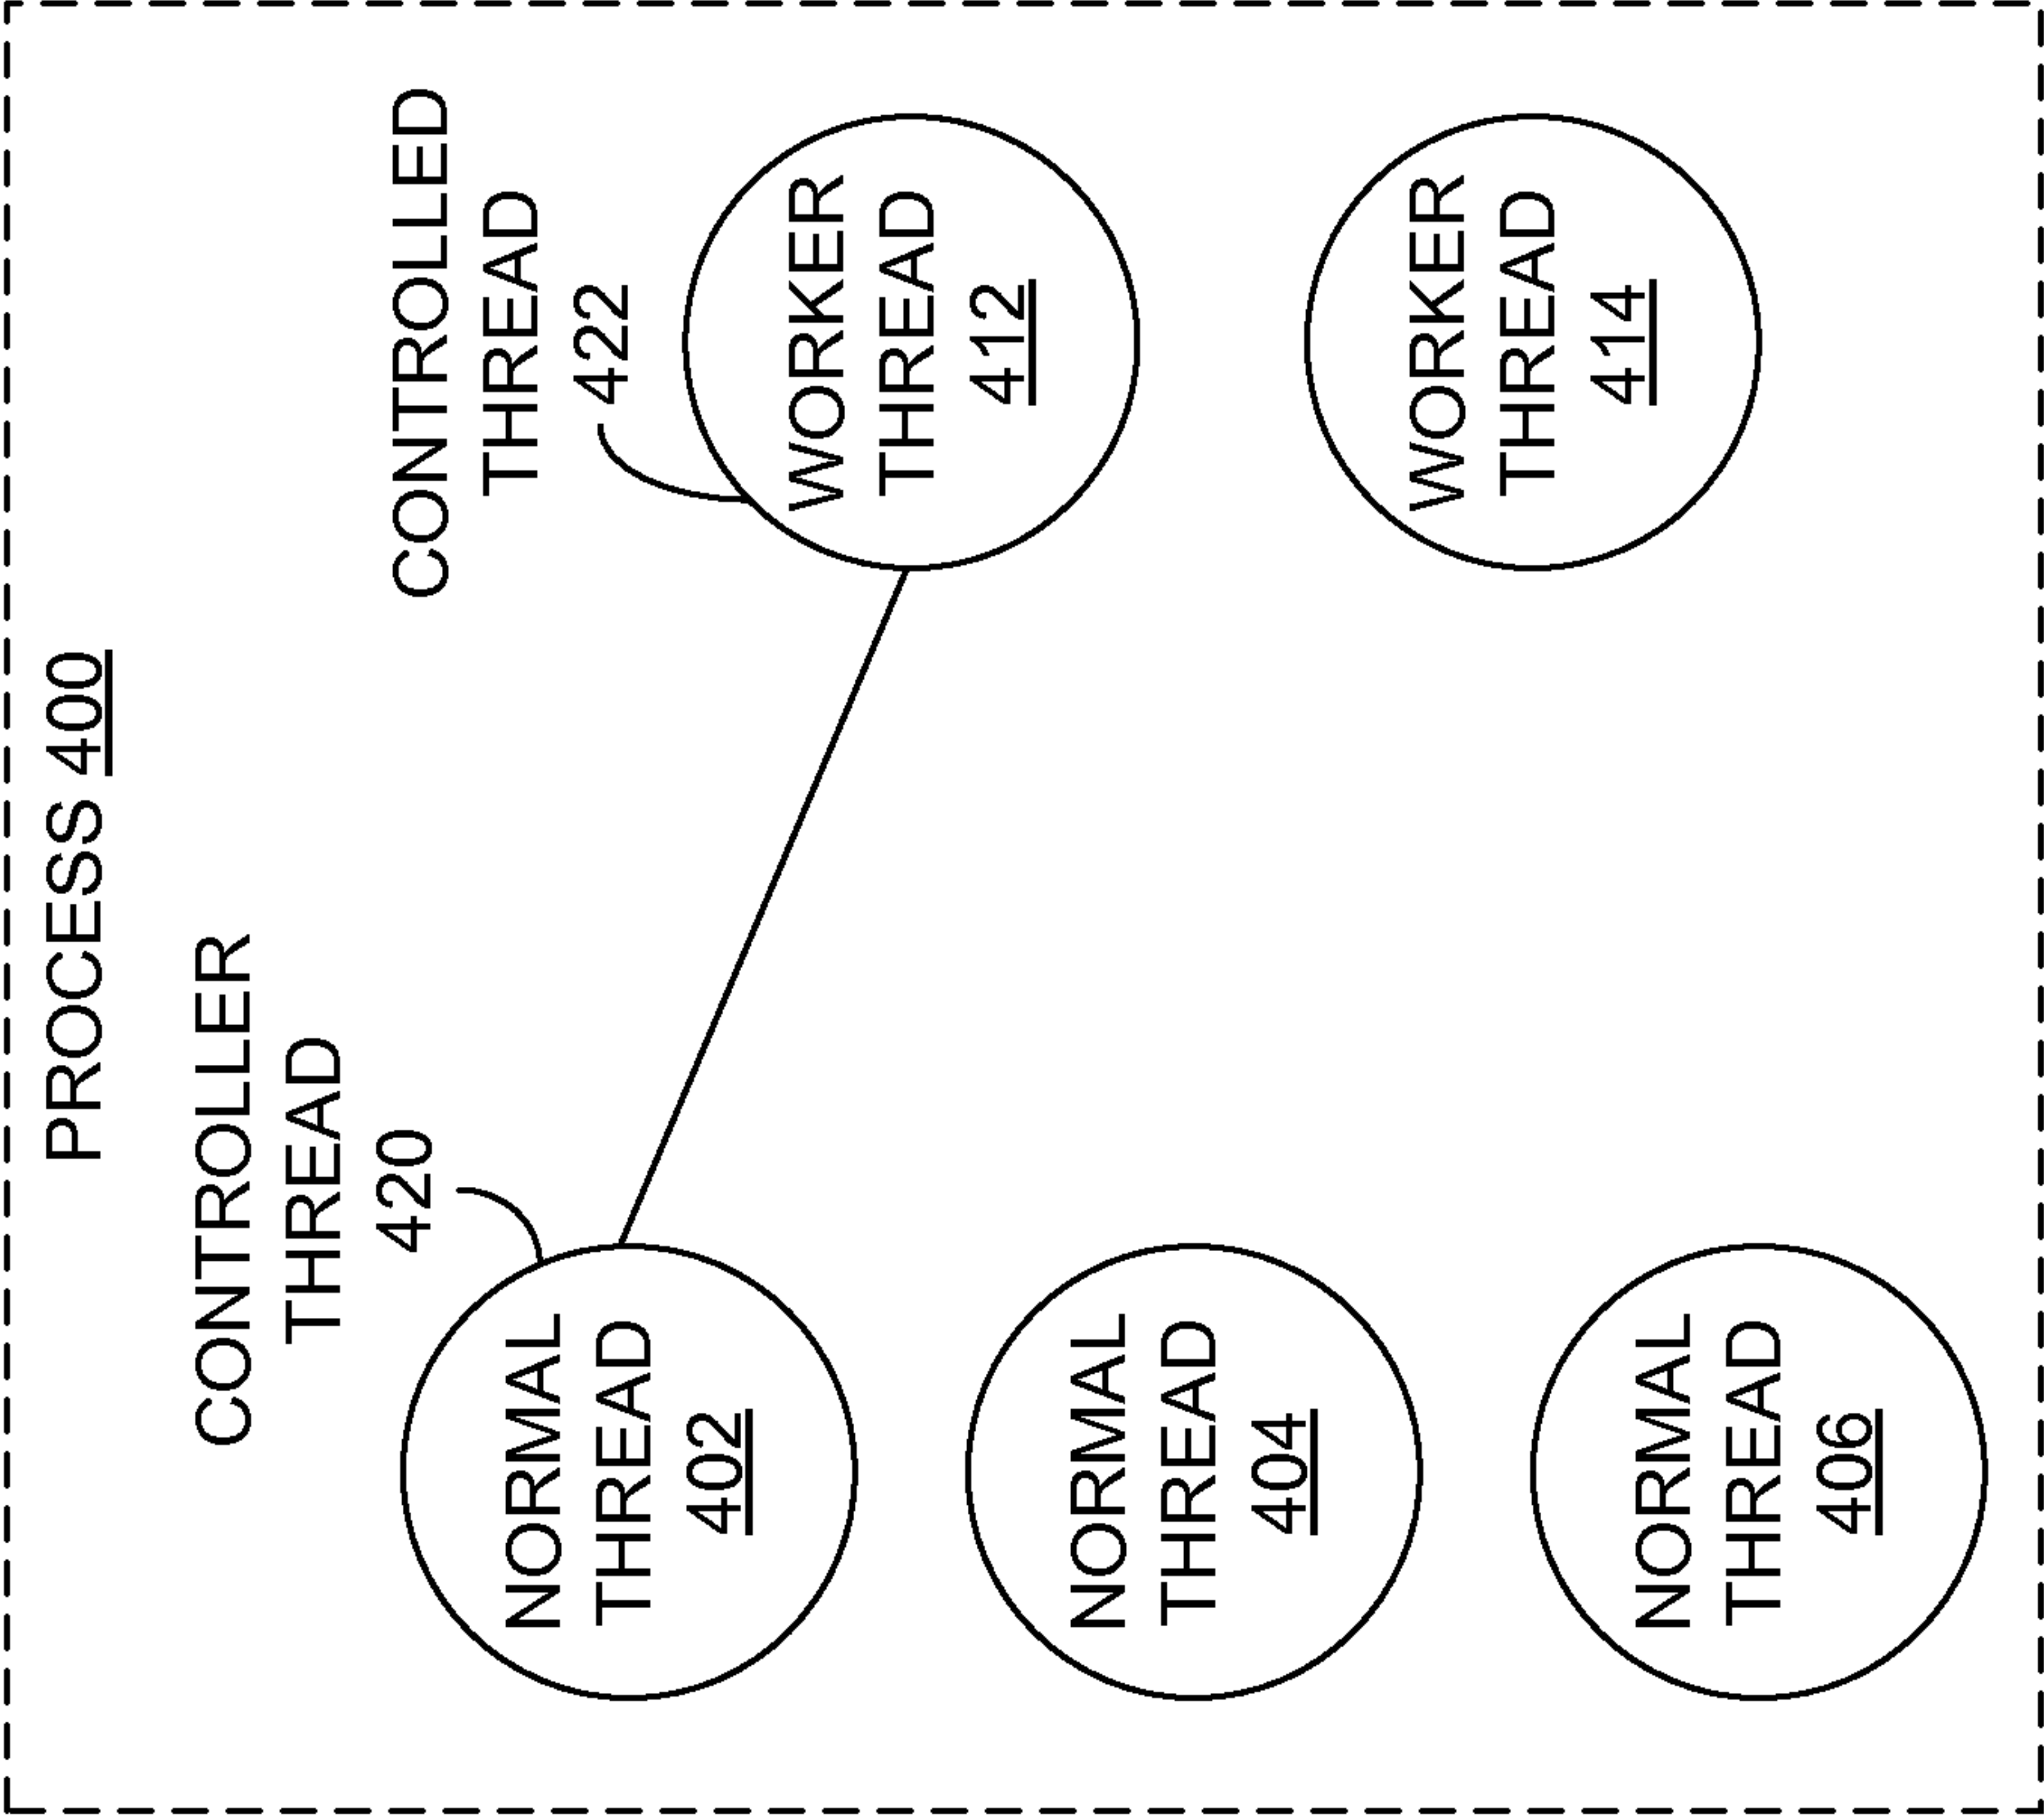 PROCESS 400
CONTROLLER
THREAD
420
CONTROLLED
THREAD
422
NORMAL
THREAD
402
WORKER
THREAD
412
NORMAL
THREAD
404
WORKER
THREAD
414
NORMAL
THREAD
406